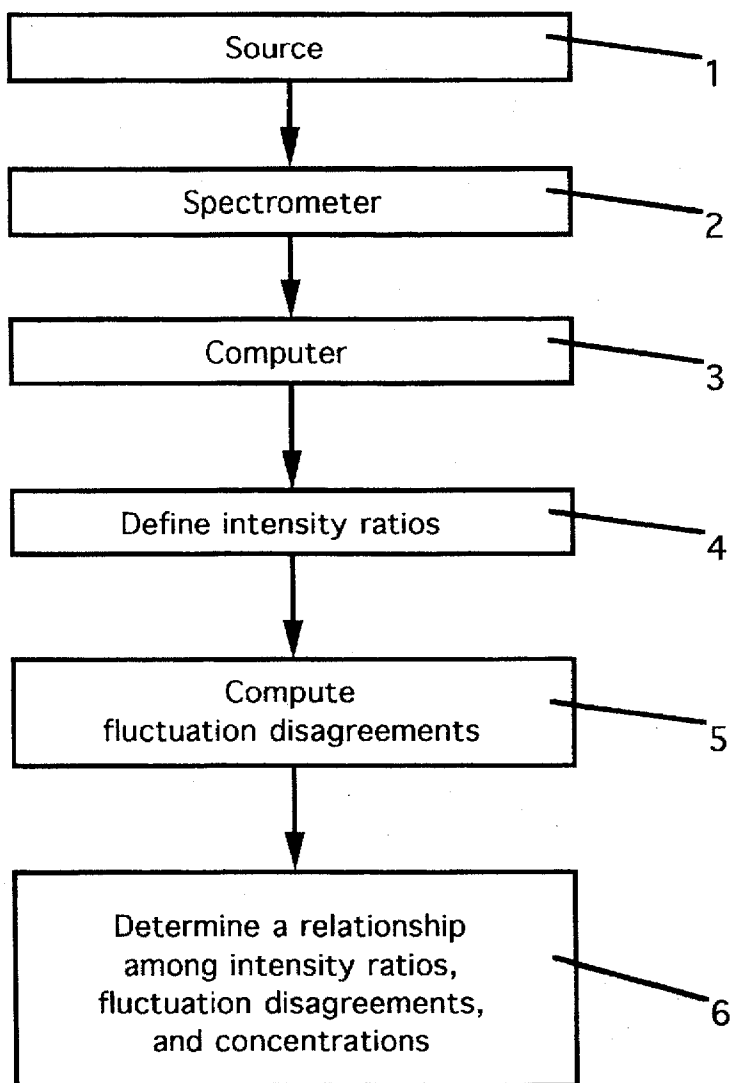 Source
1
Spectrometer
2
Computer
3
Define intensity ratios
4
Compute
fluctuation disagreements
5
Determine a relationship
among intensity ratios,
fluctuation disagreements,
and concentrations
6